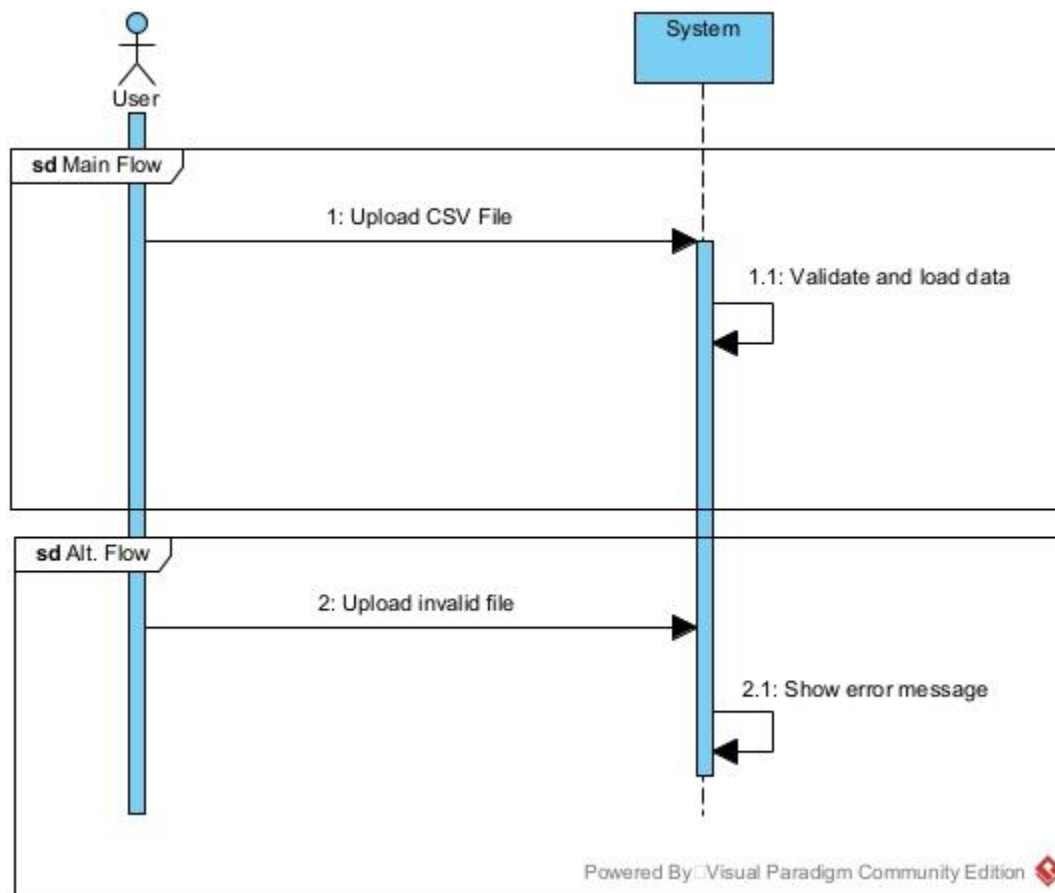 System
User
sd Main Flow
1: Upload CSV File
1.1: Validate and load data
sd Alt. Flow
2: Upload invalid file
2.1: Show error message
Powered By Visual Paradigm Community Edition